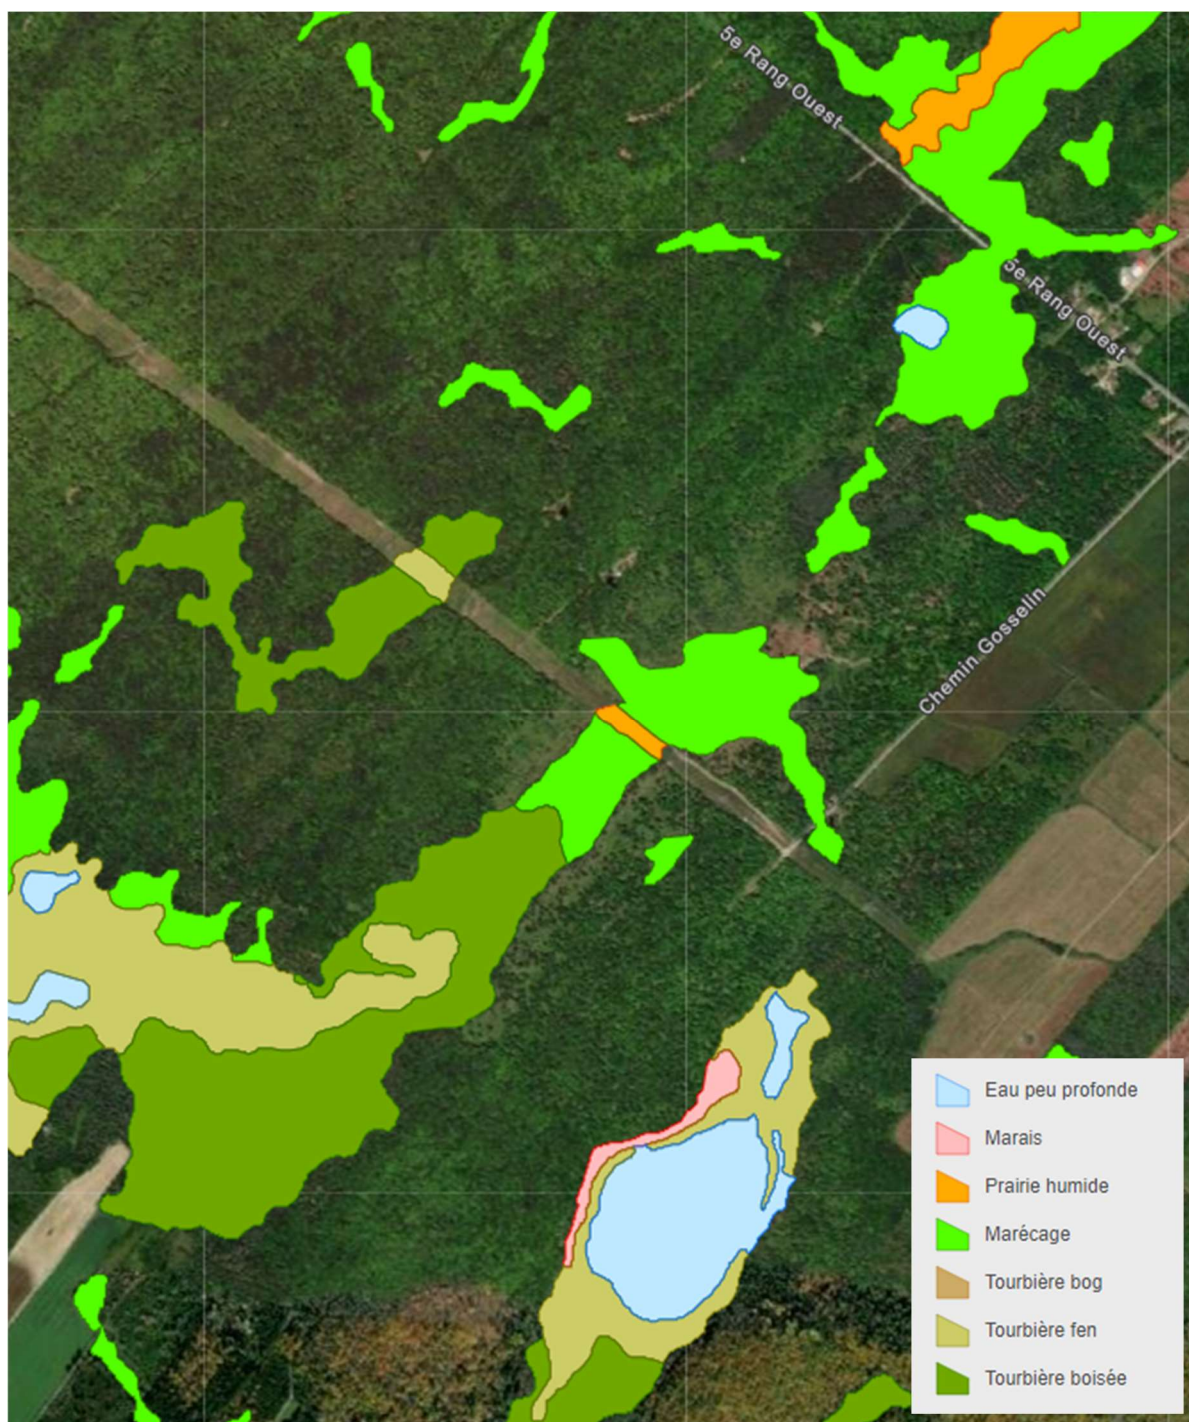 5e Rang Ouest
5e Rang Ouest
Chemin Gosselin
Eau peu profonde
Marais
Prairie humide
Marécage
Tourbière bog
Tourbière fen
Tourbière boisée